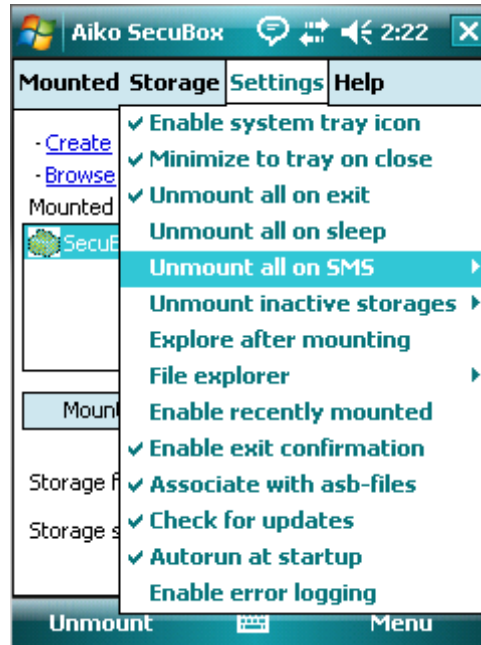 Aiko SecuBox 2:22
Mounted Storage Settings Help
Enable system tray icon
- Create
Minimize to tray on close
- Browse
Unmount all on exit
Mounted
Unmount all on sleep
Unmount all on SMS
Unmount inactive storages
Explore after mounting
File explorer
Enable recently mounted
Enable exit confirmation
Storage
Associate with asb-files
Check for updates
Storage
Autorun at startup
Enable error logging
Unmount Menu